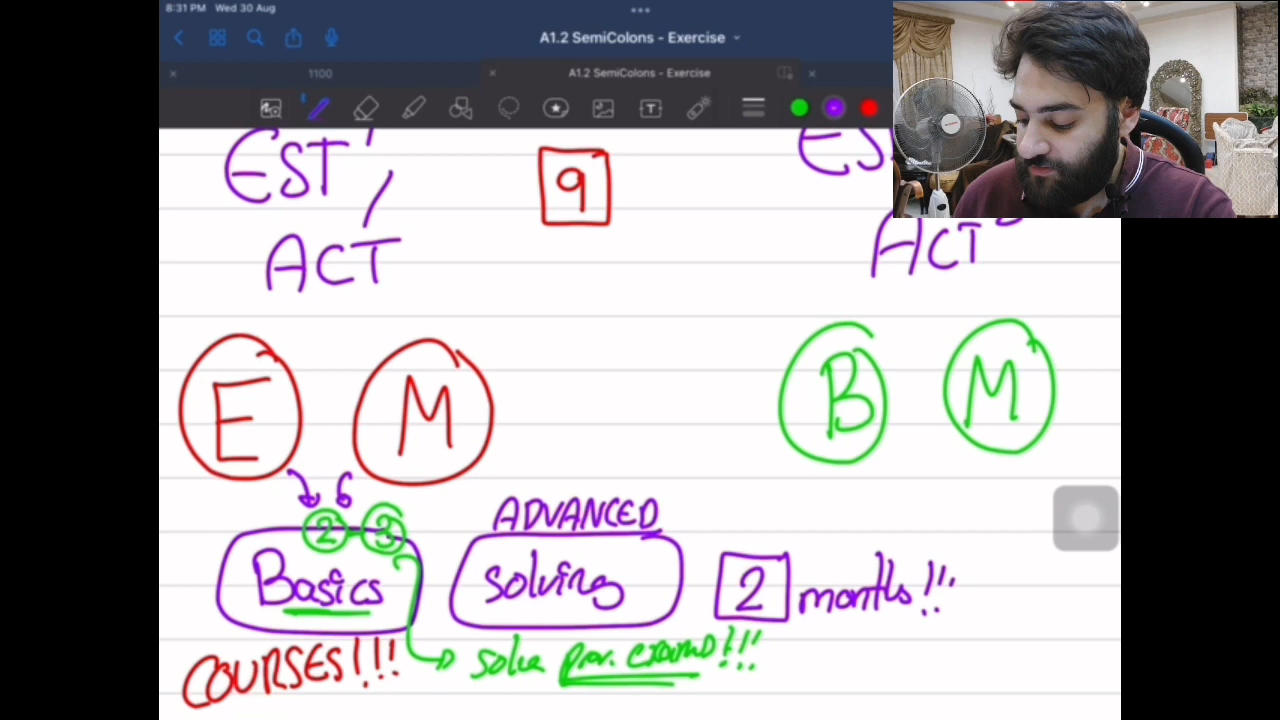 8:31 PM Wed 30 Aug
A1.2 SemiColons - Exercise
1100
A1.2 SemiColons - Exercise
EST,
ACT
9
ES
ACT
E
M
B
M
2 - 3
Basics
ADVANCED
solving
2 months!!!
COURSES!!!
solve prev. exams!!!